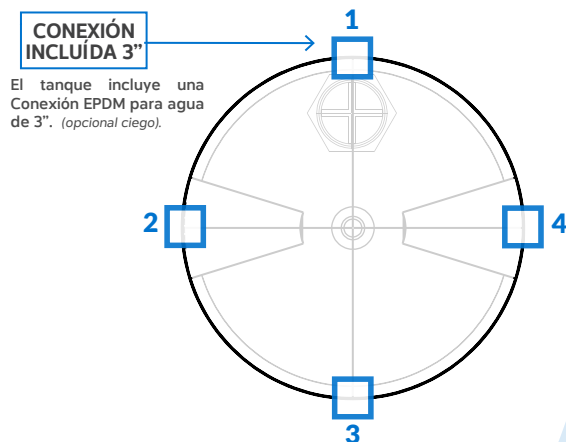 1
CONEXIÓN
INCLUÍDA 3”
El tanque incluye una
Conexión EPDM para agua
de 3”. (opcional ciego).
2
4
3